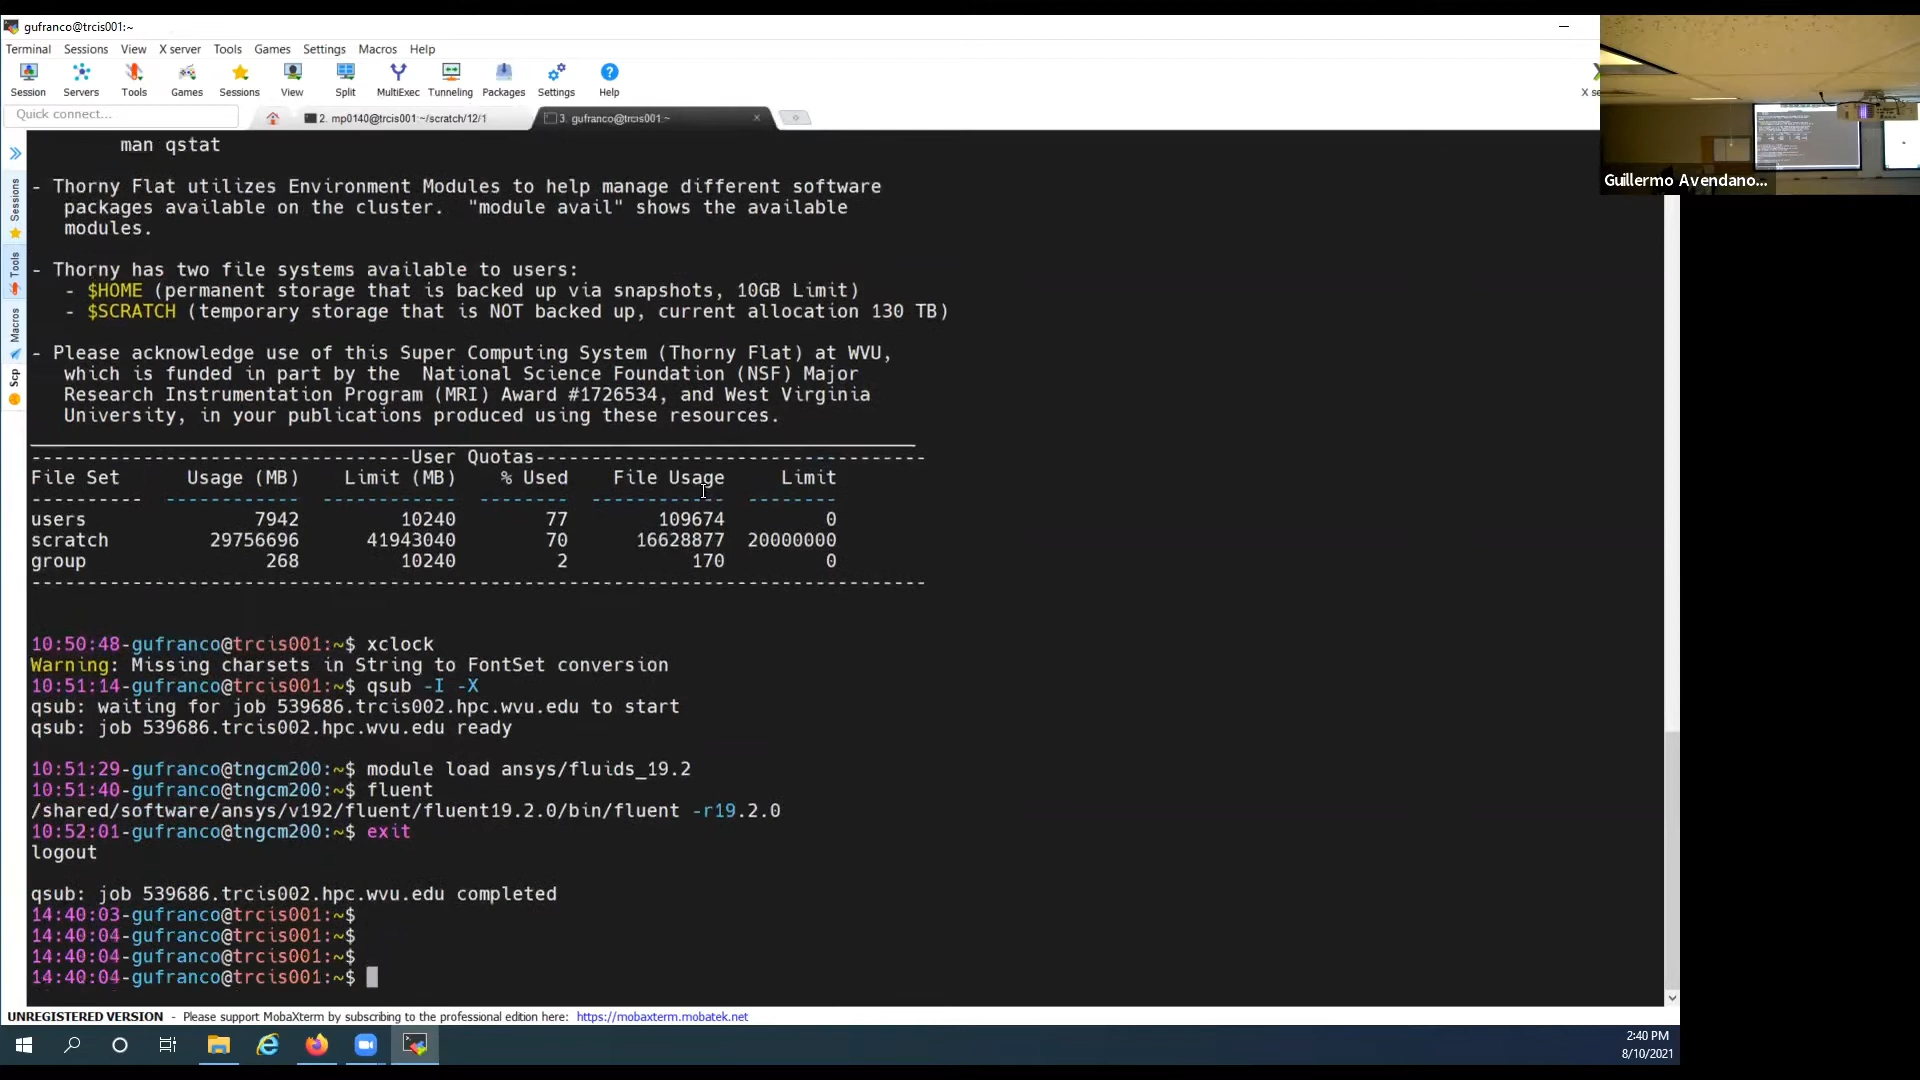 gufranco@trcis001:~
Terminal Sessions View X server Tools Games Settings Macros Help
Session Servers Tools Games Sessions View Split MultiExec Tunneling Packages Settings Help X se
Quick connect...
2. mp0140@trcis001:~/scratch/12/1
3. gufranco@trcis001:~
Guillermo Avendano...
Sessions
Tools
Macros
Scp
man qstat
- Thorny Flat utilizes Environment Modules to help manage different software
packages available on the cluster. "module avail" shows the available
modules.
- Thorny has two file systems available to users:
- $HOME (permanent storage that is backed up via snapshots, 10GB Limit)
- $SCRATCH (temporary storage that is NOT backed up, current allocation 130 TB)
- Please acknowledge use of this Super Computing System (Thorny Flat) at WVU,
which is funded in part by the National Science Foundation (NSF) Major
Research Instrumentation Program (MRI) Award #1726534, and West Virginia
University, in your publications produced using these resources.
-----------------------------------User Quotas-----------------------------------
File Set Usage (MB) Limit (MB) % Used File Usage Limit
---------- ------------ ------------ -------- ------------ --------
users 7942 10240 77 109674 0
scratch 29756696 41943040 70 16628877 20000000
group 268 10240 2 170 0
--------------------------------------------------------------------------------
10:50:48-gufranco@trcis001:~$ xclock
Warning: Missing charsets in String to FontSet conversion
10:51:14-gufranco@trcis001:~$ qsub -I -X
qsub: waiting for job 539686.trcis002.hpc.wvu.edu to start
qsub: job 539686.trcis002.hpc.wvu.edu ready
10:51:29-gufranco@tngcm200:~$ module load ansys/fluids_19.2
10:51:40-gufranco@tngcm200:~$ fluent
/shared/software/ansys/v192/fluent/fluent19.2.0/bin/fluent -r19.2.0
10:52:01-gufranco@tngcm200:~$ exit
logout
qsub: job 539686.trcis002.hpc.wvu.edu completed
14:40:03-gufranco@trcis001:~$
14:40:04-gufranco@trcis001:~$
14:40:04-gufranco@trcis001:~$
14:40:04-gufranco@trcis001:~$
UNREGISTERED VERSION - Please support MobaXterm by subscribing to the professional edition here: https://mobaxterm.mobatek.net
2:40 PM
8/10/2021